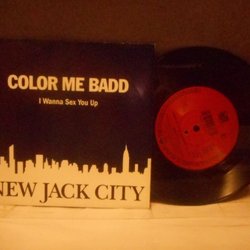 COLOR ME BADD
I Wanna Sex You Up
NEW JACK CITY